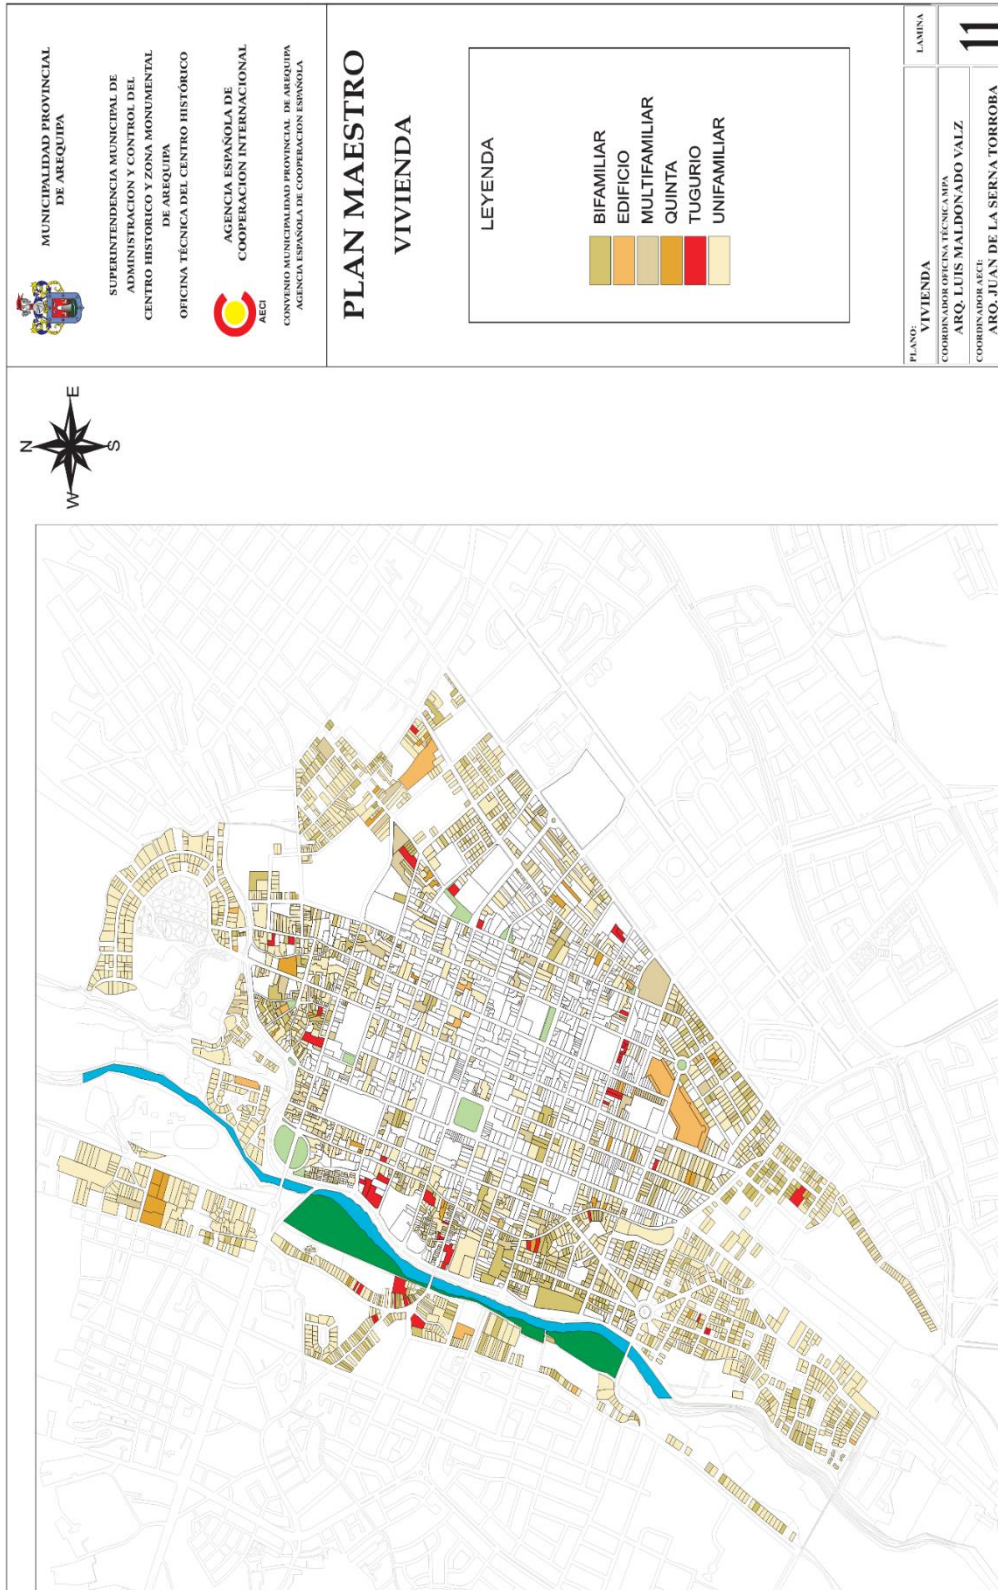 MUNICIPALIDAD PROVINCIAL
DE AREQUIPA
SUPERINTENDENCIA MUNICIPAL DE
ADMINISTRACION Y CONTROL DEL
CENTRO HISTORICO Y ZONA MONUMENTAL
DE AREQUIPA
OFICINA TÉCNICA DEL CENTRO HISTÓRICO
AECI
AGENCIA ESPAÑOLA DE
COOPERACION INTERNACIONAL
CONVENIO MUNICIPALIDAD PROVINCIAL DE AREQUIPA
AGENCIA ESPAÑOLA DE COOPERACION ESPAÑOLA
PLAN MAESTRO
VIVIENDA
LEYENDA
BIFAMILIAR
EDIFICIO
MULTIFAMILIAR
QUINTA
TUGURIO
UNIFAMILIAR
PLANO:
VIVIENDA
LAMINA
11
COORDINADOR OFICINA TÉCNICA MPA
ARQ. LUIS MALDONADO VALZ
COORDINADOR AECI:
ARQ. JUAN DE LA SERNA TORROBA
N
W
E
S